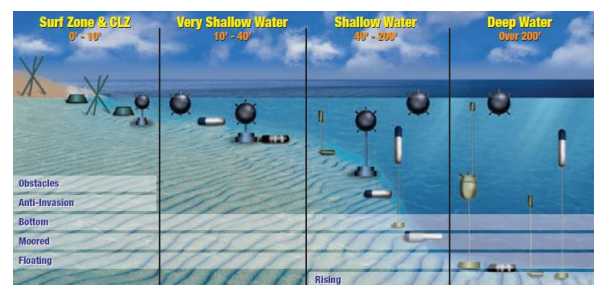 Surf Zone & CLZ
0' - 10'
Very Shallow Water
10' - 40'
Shallow Water
40' - 200'
Deep Water
Over 200'
Obstacles
Anti-Invasion
Bottom
Moored
Floating
Rising